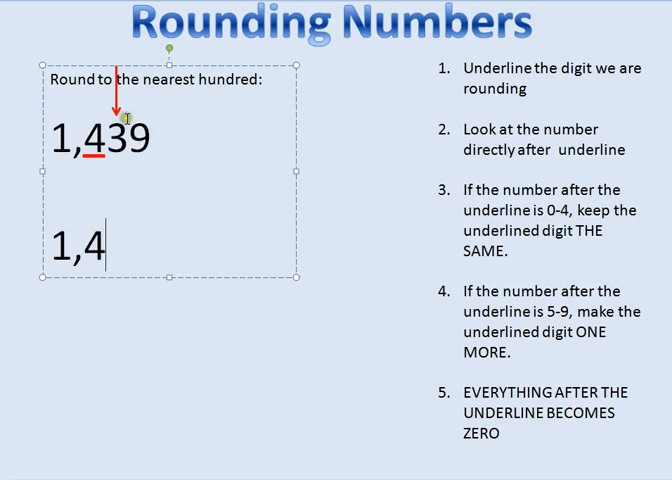 Rounding Numbers
Round to the nearest hundred:
1,439
1,4
1. Underline the digit we are
rounding
2. Look at the number
directly after underline
3. If the number after the
underline is 0-4, keep the
underlined digit THE
SAME.
4. If the number after the
underline is 5-9, make the
underlined digit ONE
MORE.
5. EVERYTHING AFTER THE
UNDERLINE BECOMES
ZERO